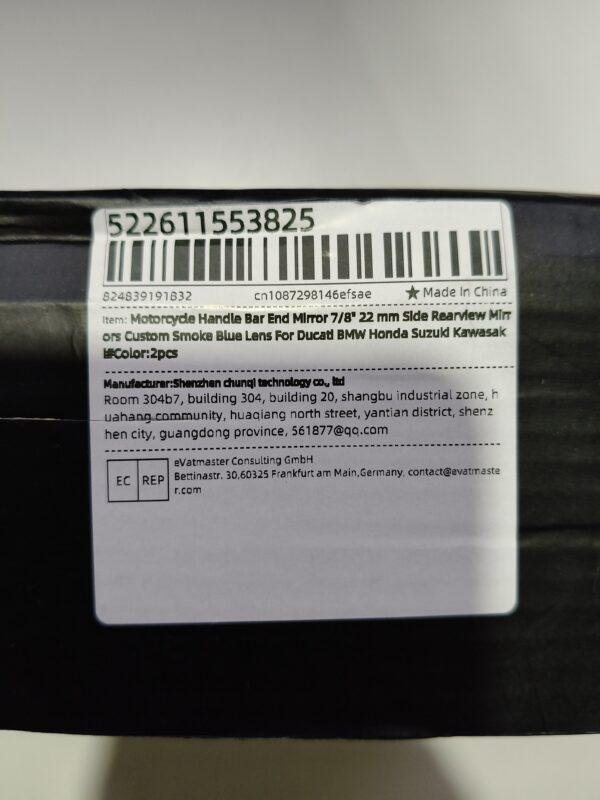 522611553825
824839191832 cn1087298146efsae ★ Made In China
Item: Motorcycle Handle Bar End Mirror 7/8" 22 mm Side Rearview Mirr
ors Custom Smoke Blue Lens For Ducati BMW Honda Suzuki Kawasak
i#Color:2pcs
Manufacturer:Shenzhen chunqi technology co., ltd
Room 304b7, building 304, building 20, shangbu industrial zone, h
uahang community, huaqiang north street, yantian district, shenz
hen city, guangdong province, 561877@qq.com
EC REP
eVatmaster Consulting GmbH
Bettinastr. 30,60325 Frankfurt am Main,Germany, contact@evatmaste
r.com